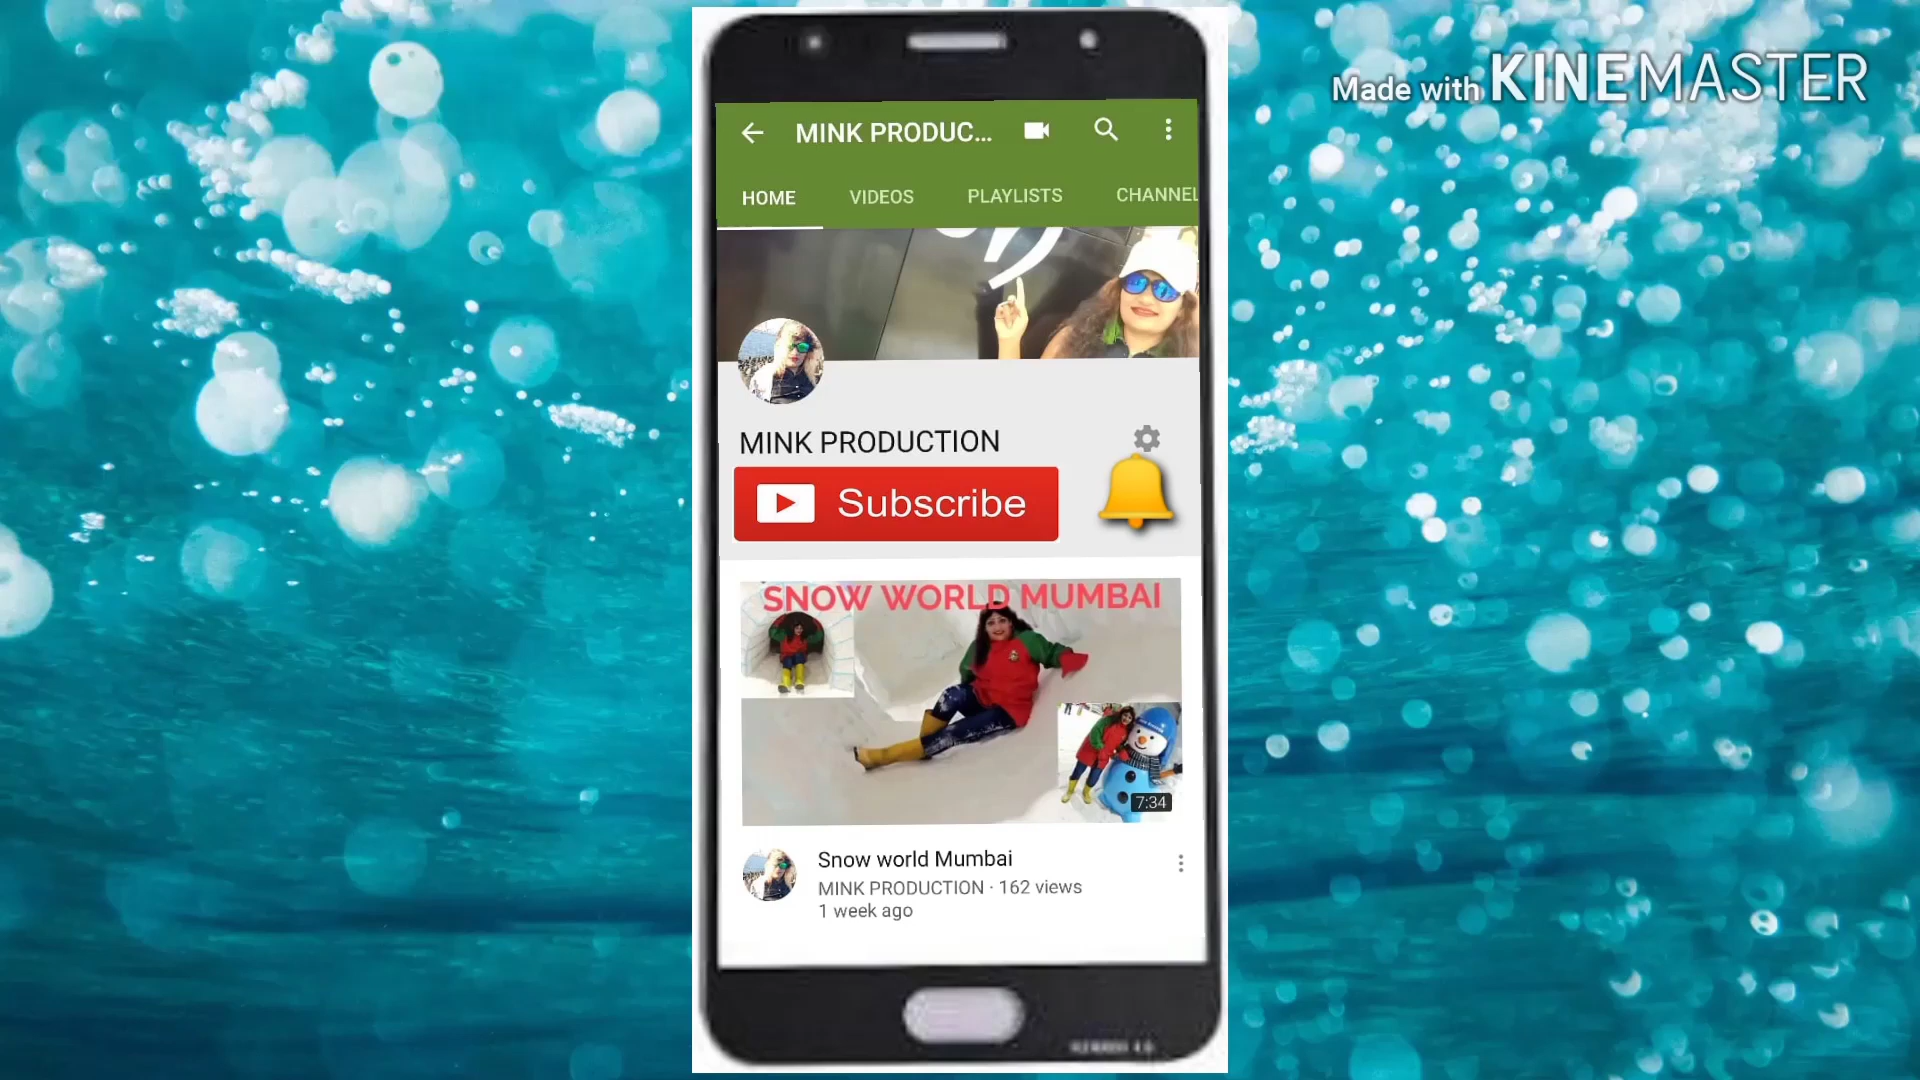 Made with KINEMASTER
MINK PRODUC...
HOME VIDEOS PLAYLISTS CHANNEL
MINK PRODUCTION
Subscribe
SNOW WORLD MUMBAI
7:34
Snow world Mumbai
MINK PRODUCTION · 162 views
1 week ago